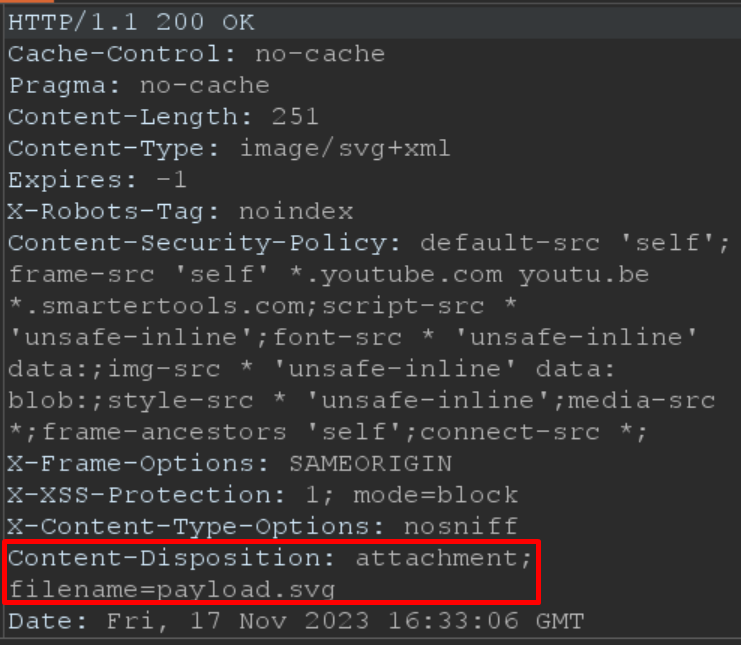 HTTP/1.1 200 OK
Cache-Control: no-cache
Pragma: no-cache
Content-Length: 251
Content-Type: image/svg+xml
Expires: -1
X-Robots-Tag: noindex
Content-Security-Policy: default-src 'self';
frame-src 'self' *.youtube.com youtu.be
*.smartertools.com;script-src *
'unsafe-inline';font-src * 'unsafe-inline'
data:;img-src * 'unsafe-inline' data:
blob:;style-src * 'unsafe-inline';media-src
*;frame-ancestors 'self';connect-src *;
X-Frame-Options: SAMEORIGIN
X-XSS-Protection: 1; mode=block
X-Content-Type-Options: nosniff
Content-Disposition: attachment;
filename=payload.svg
Date: Fri, 17 Nov 2023 16:33:06 GMT